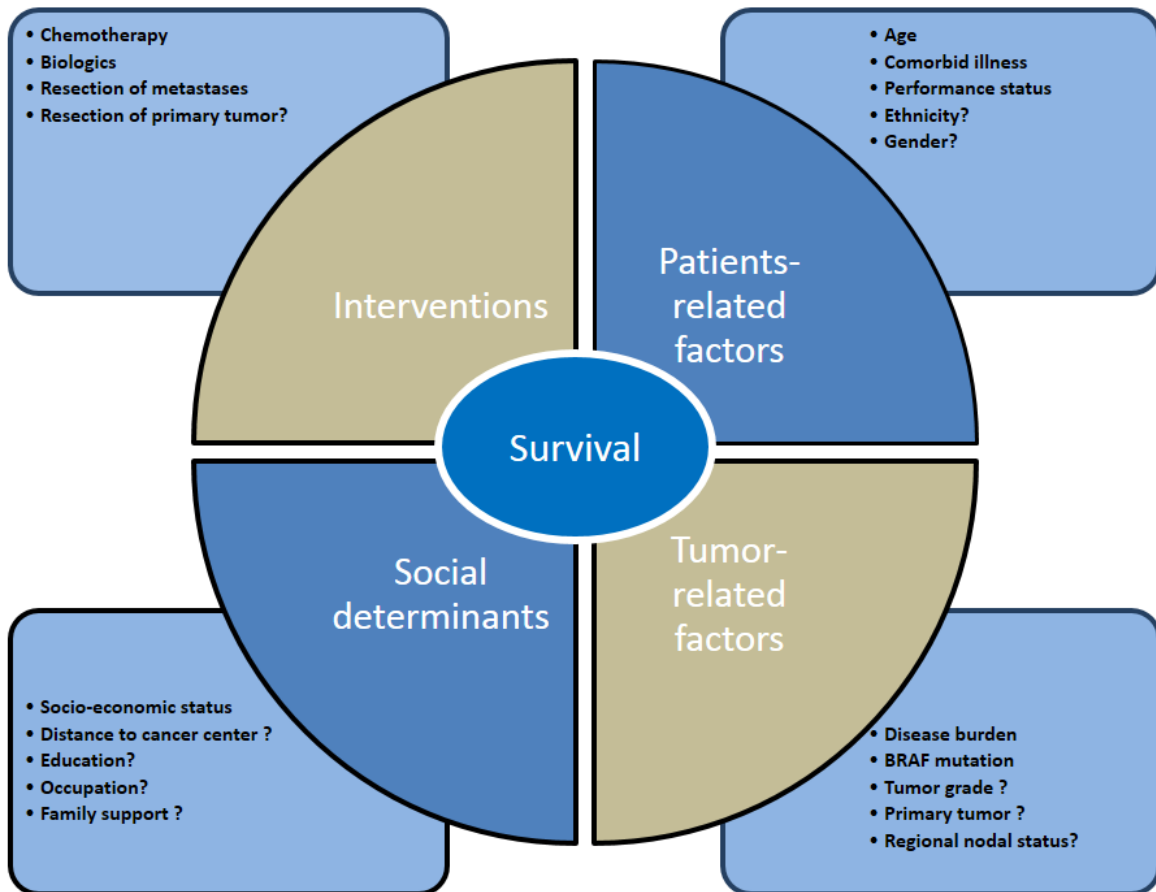 • Chemotherapy
• Biologics
• Resection of metastases
• Resection of primary tumor?
• Age
• Comorbid illness
• Performance status
• Ethnicity?
• Gender?
Interventions
Patients-
related
factors
Survival
Social
determinants
Tumor-
related
factors
• Socio-economic status
• Distance to cancer center ?
• Education?
• Occupation?
• Family support ?
• Disease burden
• BRAF mutation
• Tumor grade ?
• Primary tumor ?
• Regional nodal status?